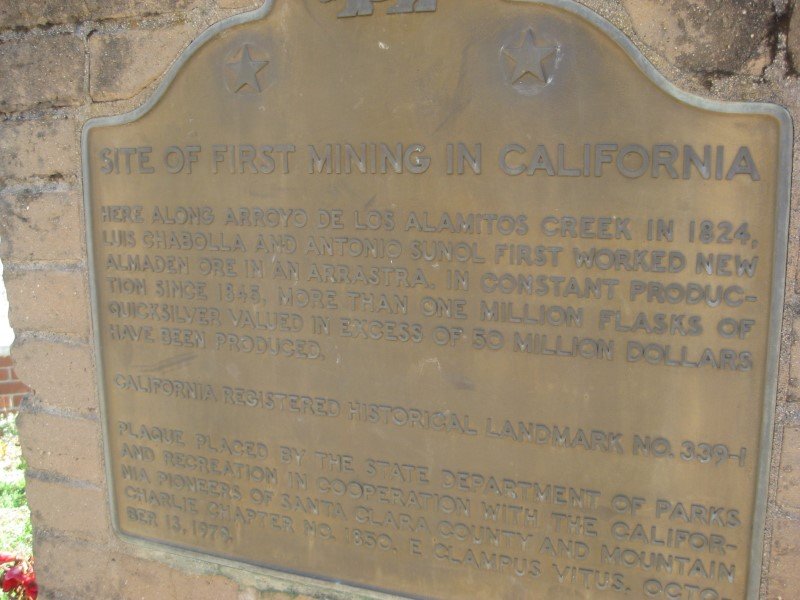 SITE OF FIRST MINING IN CALIFORNIA
HERE ALONG ARROYO DE LOS ALAMITOS CREEK IN 1824,
LUIS CHABOLLA AND ANTONIO SUNOL FIRST WORKED NEW
ALMADEN ORE IN AN ARRASTRA. IN CONSTANT PRODUC-
TION SINCE 1845, MORE THAN ONE MILLION FLASKS OF
QUICKSILVER VALUED IN EXCESS OF 50 MILLION DOLLARS
HAVE BEEN PRODUCED.
CALIFORNIA REGISTERED HISTORICAL LANDMARK NO. 339-1
PLAQUE PLACED BY THE STATE DEPARTMENT OF PARKS
AND RECREATION IN COOPERATION WITH THE CALIFOR-
NIA PIONEERS OF SANTA CLARA COUNTY AND MOUNTAIN
CHARLIE CHAPTER NO. 1850, E CLAMPUS VITUS, OCTO-
BER 13, 1979.